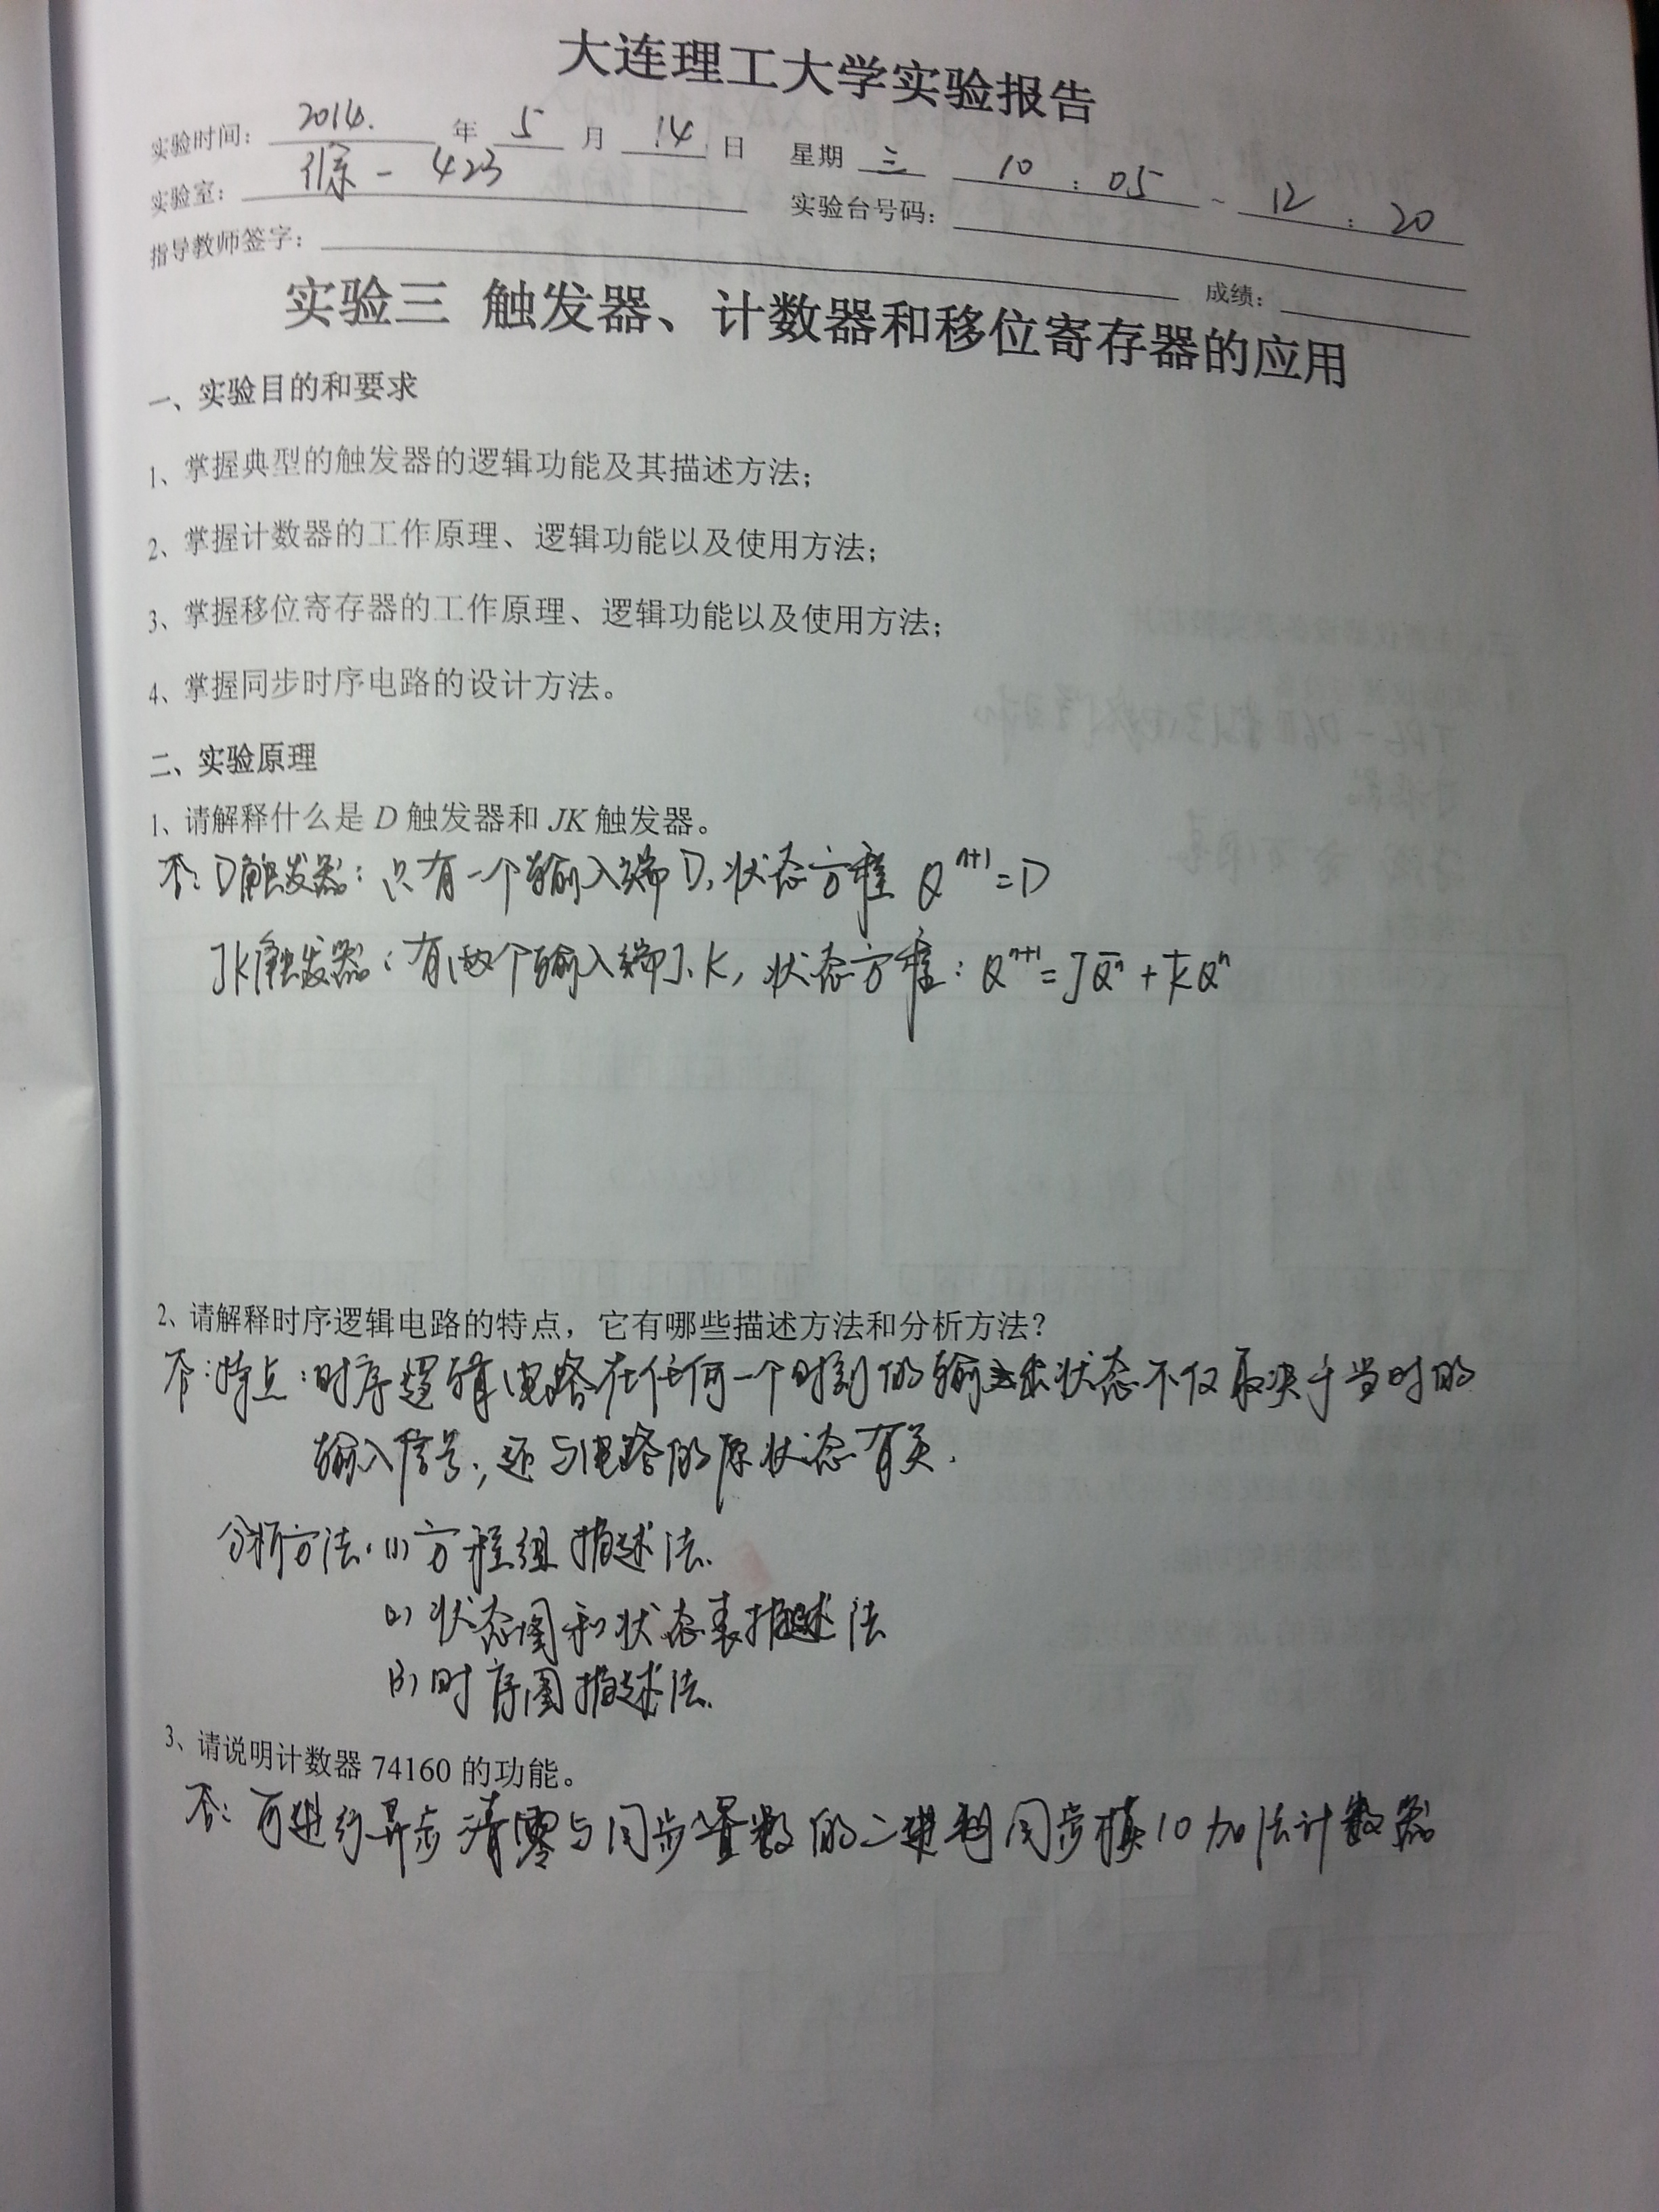 大连理工大学实验报告
实验时间: 2014. 年 5 月 14 日 星期 三 10 : 05 ~ 12 : 20
实验室: 综-423 实验台号码:
指导教师签字: 成绩:
实验三 触发器、计数器和移位寄存器的应用
一、实验目的和要求
1、掌握典型的触发器的逻辑功能及其描述方法;
2、掌握计数器的工作原理、逻辑功能以及使用方法;
3、掌握移位寄存器的工作原理、逻辑功能以及使用方法;
4、掌握同步时序电路的设计方法。
二、实验原理
1、请解释什么是 D 触发器和 JK 触发器。
答: D触发器: 只有一个输入端D, 状态方程 Qⁿ⁺¹=D
JK触发器: 有两个输入端J、K, 状态方程: Qⁿ⁺¹=JQ̄ⁿ+K̄Qⁿ
2、请解释时序逻辑电路的特点，它有哪些描述方法和分析方法?
答:特点:时序逻辑电路在任何一个时刻的输出状态不仅取决于当时的
输入信号, 还与电路的原状态有关.
分析方法: (1) 方程组描述法.
(2) 状态图和状态表描述法
(3) 时序图描述法.
3、请说明计数器 74160 的功能。
答: 可进行异步清零与同步置数的二进制同步模10加法计数器